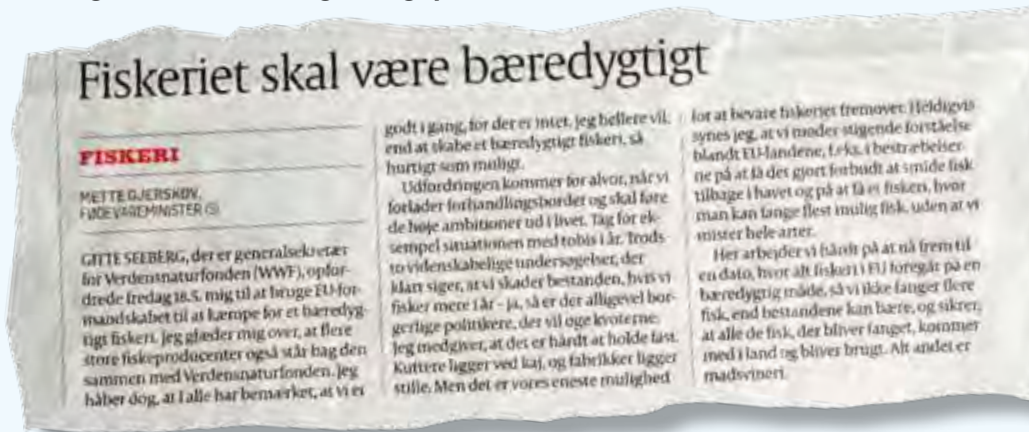 Fiskeriet skal være bæredygtigt
FISKERI
METTE GJERSKOV,
FØDEVAREMINISTER (S)
GITTE SEEBERG, der er generalsekretær
for Verdensnaturfonden (WWF), opfor-
drede fredag 18.5. mig til at bruge EU-for-
mandskabet til at kæmpe for et bæredyg-
tigt fiskeri. Jeg glæder mig over, at flere
store fiskeproducenter også står bag den
sammen med Verdensnaturfonden. Jeg
håber dog, at I alle har bemærket, at vi er
godt i gang, for der er intet, jeg hellere vil,
end at skabe et bæredygtigt fiskeri, så
hurtigt som muligt.
Udfordringen kommer for alvor, når vi
forlader forhandlingsbordet og skal føre
de høje ambitioner ud i livet. Tag for ek-
sempel situationen med tobis i år. Trods
to videnskabelige undersøgelser, der
klart siger, at vi skader bestanden, hvis vi
fisker mere i år – ja, så er der alligevel bor-
gerlige politikere, der vil øge kvoterne.
Jeg medgiver, at det er hårdt at holde fast.
Kuttere ligger ved kaj, og fabrikker ligger
stille. Men det er vores eneste mulighed
for at bevare fiskeriet fremover. Heldigvis
synes jeg, at vi møder stigende forståelse
blandt EU-landene, f.eks. i bestræbelser-
ne på at få det gjort forbudt at smide fisk
tilbage i havet og på at få et fiskeri, hvor
man kan fange flest mulig fisk, uden at vi
mister hele arter.
Her arbejder vi hårdt på at nå frem til
en dato, hvor alt fiskeri i EU foregår på en
bæredygtig måde, så vi ikke fanger flere
fisk, end bestandene kan bære, og sikrer,
at alle de fisk, der bliver fanget, kommer
med i land og bliver brugt. Alt andet er
madsvineri.